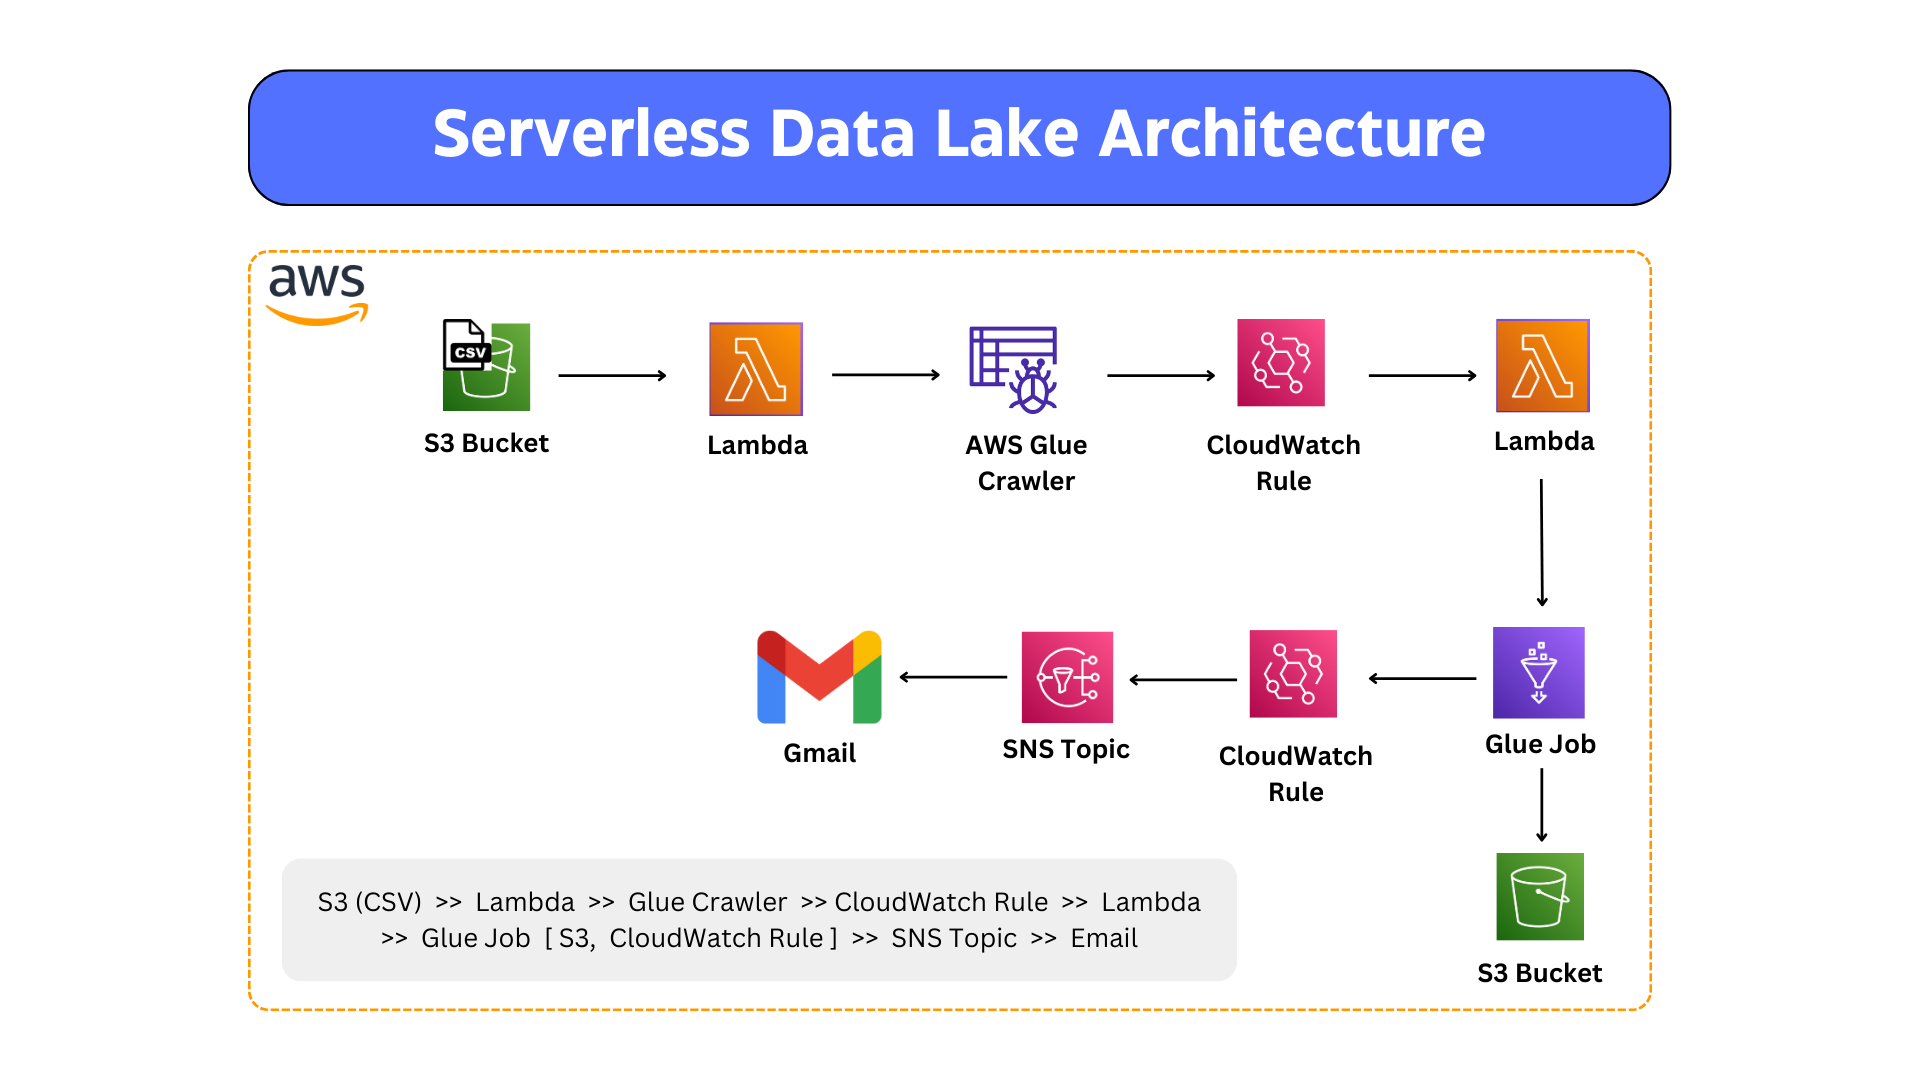 Serverless Data Lake Architecture
aws
CSV
S3 Bucket
Lambda
AWS Glue
Crawler
CloudWatch
Rule
Lambda
Gmail
SNS Topic
CloudWatch
Rule
Glue Job
S3 (CSV) >> Lambda >> Glue Crawler >> CloudWatch Rule >> Lambda
>> Glue Job [ S3, CloudWatch Rule ] >> SNS Topic >> Email
S3 Bucket